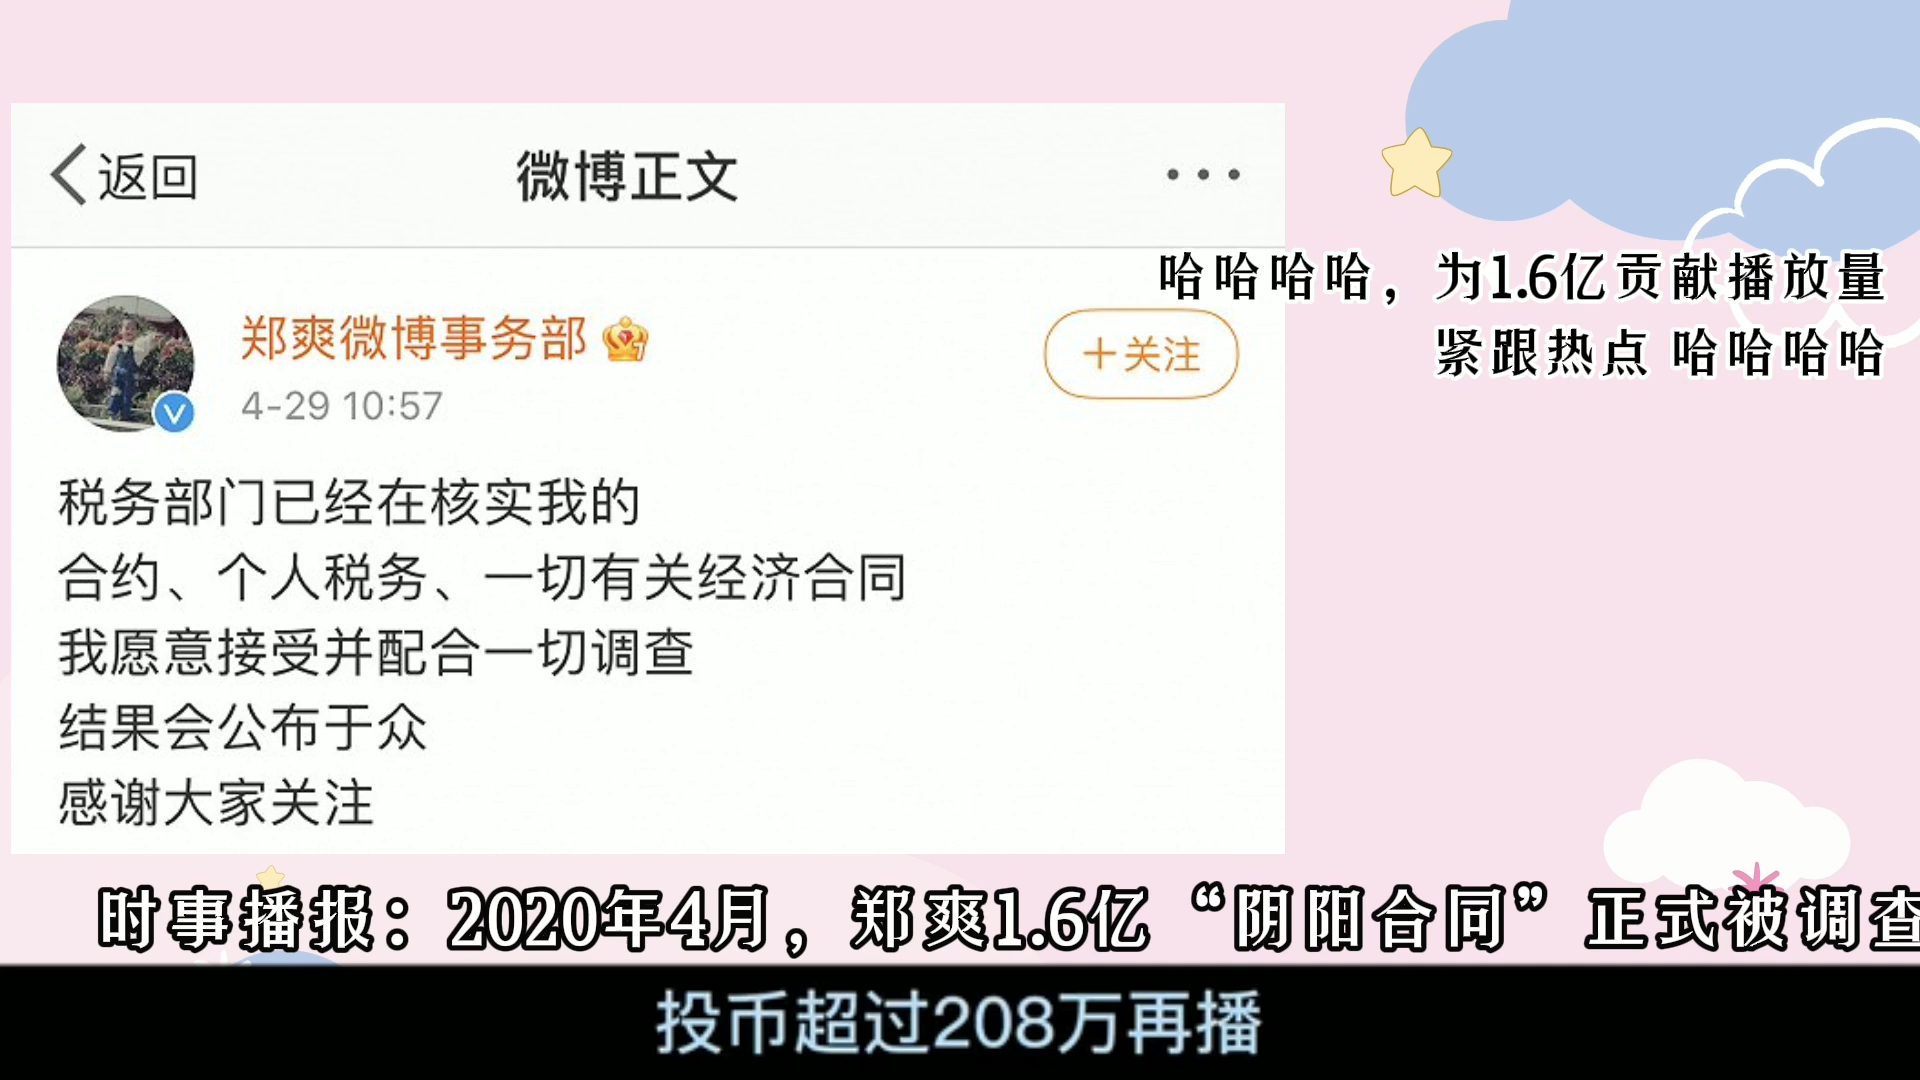 返回
微博正文
郑爽微博事务部
4-29 10:57
+关注
哈哈哈哈，为1.6亿贡献播放量
紧跟热点 哈哈哈哈
税务部门已经在核实我的
合约、个人税务、一切有关经济合同
我愿意接受并配合一切调查
结果会公布于众
感谢大家关注
时事播报：2020年4月，郑爽1.6亿“阴阳合同”正式被调查
投币超过208万再播